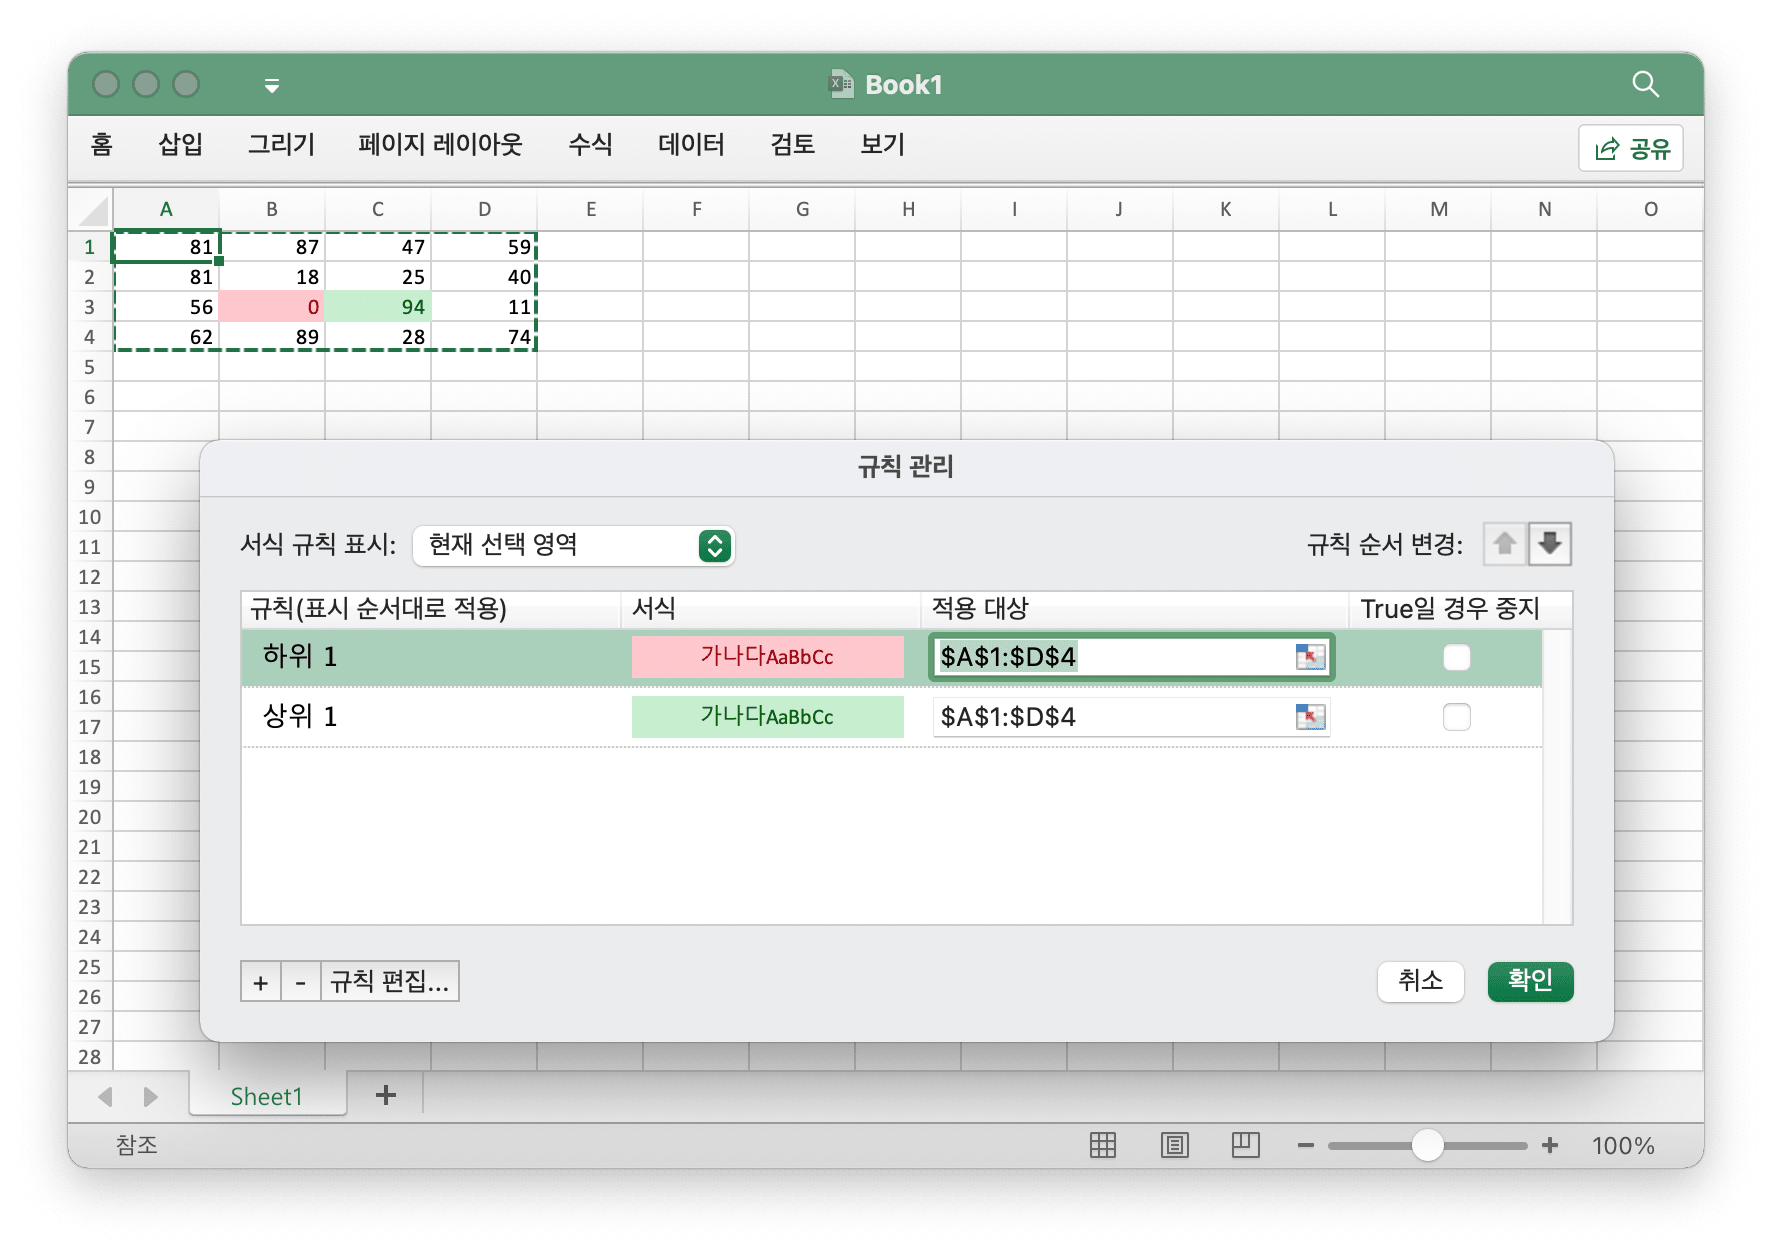 Book1
홈 삽입 그리기 페이지 레이아웃 수식 데이터 검토 보기 공유
A B C D E F G H I J K L M N O
1 81 87 47 59
2 81 18 25 40
3 56 0 94 11
4 62 89 28 74
5
6
7
8
규칙 관리
9
10
11 서식 규칙 표시: 현재 선택 영역 규칙 순서 변경:
12
13 규칙(표시 순서대로 적용) 서식 적용 대상 True일 경우 중지
14
15 하위 1 가나다AaBbCc $A$1:$D$4
16
17 상위 1 가나다AaBbCc $A$1:$D$4
18
19
20
21
22
23
24
25
+ - 규칙 편집... 취소 확인
26
27
28
Sheet1 +
참조 100%